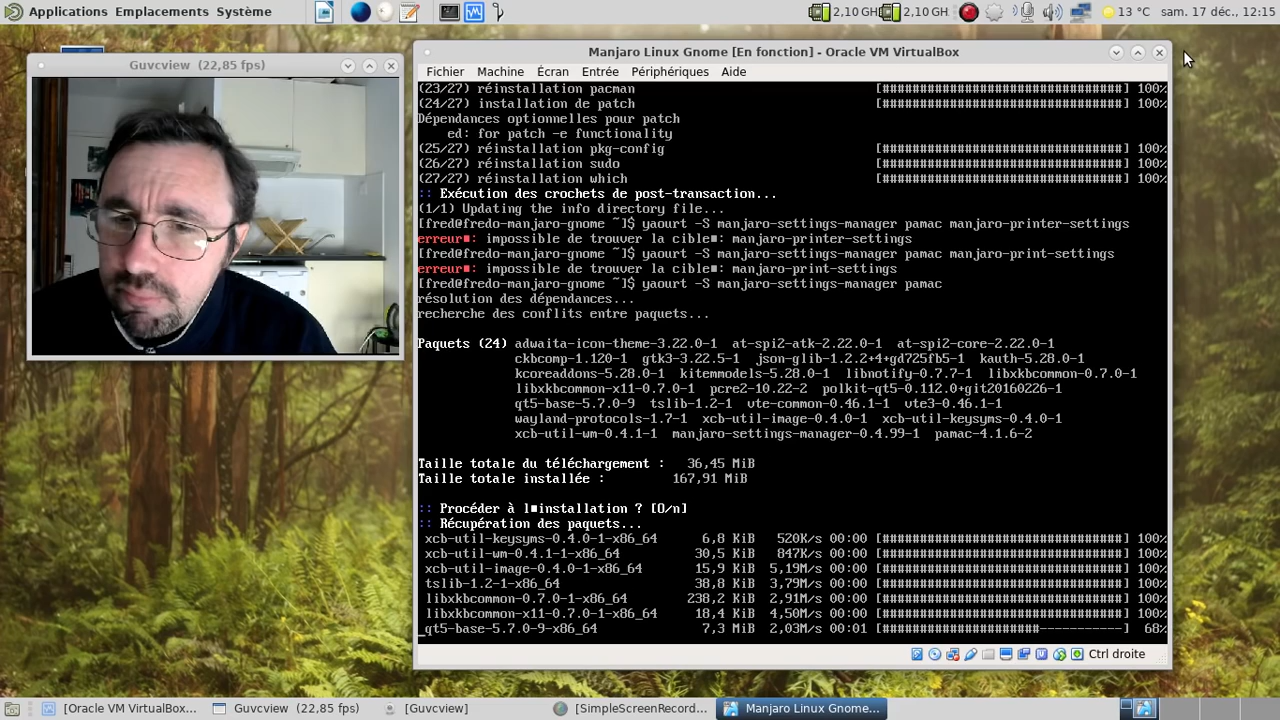 Applications Emplacements Système
2,10 GH 2,10 GH 13 °C sam. 17 déc., 12:15
Guvcview (22,85 fps)
Manjaro Linux Gnome [En fonction] - Oracle VM VirtualBox
Fichier Machine Écran Entrée Périphériques Aide
(23/27) réinstallation pacman [################################] 100%
(24/27) installation de patch [################################] 100%
Dépendances optionnelles pour patch
ed: for patch -e functionality
(25/27) réinstallation pkg-config [################################] 100%
(26/27) réinstallation sudo [################################] 100%
(27/27) réinstallation which [################################] 100%
:: Exécution des crochets de post-transaction...
(1/1) Updating the info directory file...
[fred@fredo-manjaro-gnome ~]$ yaourt -S manjaro-settings-manager pamac manjaro-printer-settings
erreur■: impossible de trouver la cible■: manjaro-printer-settings
[fred@fredo-manjaro-gnome ~]$ yaourt -S manjaro-settings-manager pamac manjaro-print-settings
erreur■: impossible de trouver la cible■: manjaro-print-settings
[fred@fredo-manjaro-gnome ~]$ yaourt -S manjaro-settings-manager pamac
résolution des dépendances...
recherche des conflits entre paquets...
Paquets (24) adwaita-icon-theme-3.22.0-1 at-spi2-atk-2.22.0-1 at-spi2-core-2.22.0-1
ckbcomp-1.120-1 gtk3-3.22.5-1 json-glib-1.2.2+4+gd725fb5-1 kauth-5.28.0-1
kcoreaddons-5.28.0-1 kitemmodels-5.28.0-1 libnotify-0.7.7-1 libxkbcommon-0.7.0-1
libxkbcommon-x11-0.7.0-1 pcre2-10.22-2 polkit-qt5-0.112.0+git20160226-1
qt5-base-5.7.0-9 tslib-1.2-1 vte-common-0.46.1-1 vte3-0.46.1-1
wayland-protocols-1.7-1 xcb-util-image-0.4.0-1 xcb-util-keysyms-0.4.0-1
xcb-util-wm-0.4.1-1 manjaro-settings-manager-0.4.99-1 pamac-4.1.6-2
Taille totale du téléchargement : 36,45 MiB
Taille totale installée : 167,91 MiB
:: Procéder à l■installation ? [O/n]
:: Récupération des paquets...
xcb-util-keysyms-0.4.0-1-x86_64 6,8 KiB 520K/s 00:00 [################################] 100%
xcb-util-wm-0.4.1-1-x86_64 30,5 KiB 847K/s 00:00 [################################] 100%
xcb-util-image-0.4.0-1-x86_64 15,9 KiB 5,19M/s 00:00 [################################] 100%
tslib-1.2-1-x86_64 38,8 KiB 3,79M/s 00:00 [################################] 100%
libxkbcommon-0.7.0-1-x86_64 238,2 KiB 2,91M/s 00:00 [################################] 100%
libxkbcommon-x11-0.7.0-1-x86_64 18,4 KiB 4,50M/s 00:00 [################################] 100%
_qt5-base-5.7.0-9-x86_64 7,3 MiB 2,03M/s 00:01 [#####################-----------] 68%
Ctrl droite
[Oracle VM VirtualBox... Guvcview (22,85 fps) [Guvcview] [SimpleScreenRecord... Manjaro Linux Gnome...